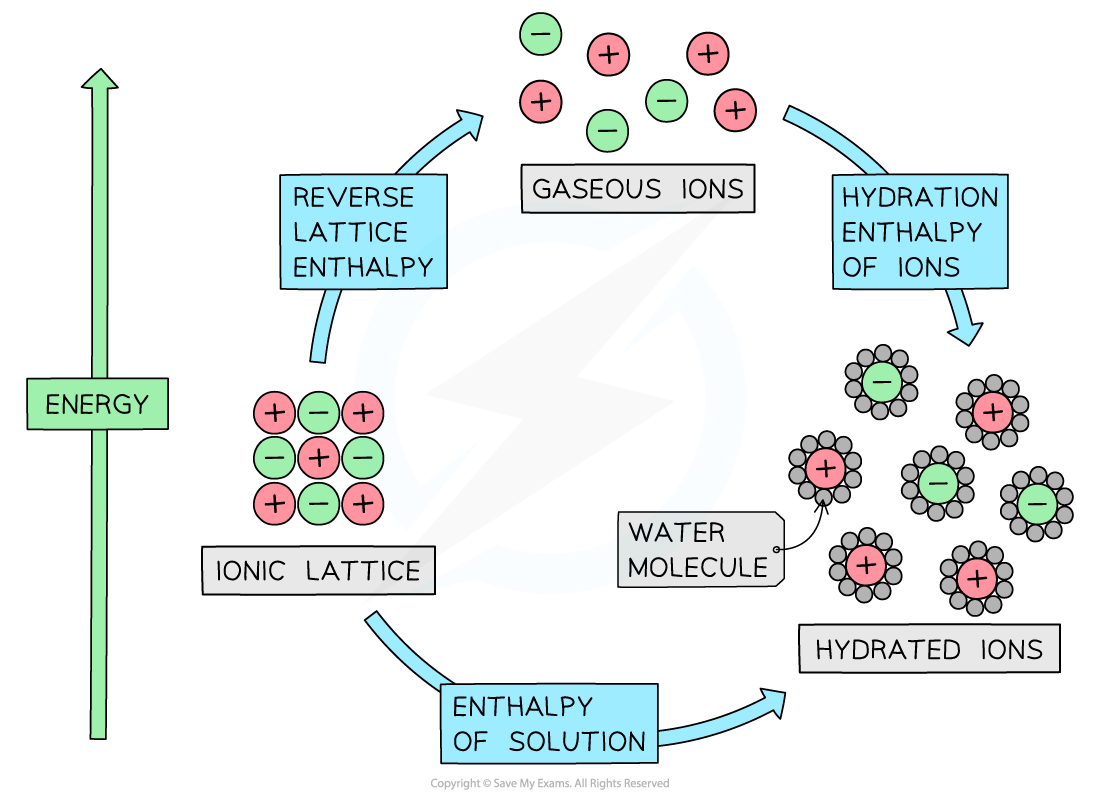 GASEOUS IONS
REVERSE
LATTICE
ENTHALPY
HYDRATION
ENTHALPY
OF IONS
ENERGY
IONIC LATTICE
WATER
MOLECULE
HYDRATED IONS
ENTHALPY
OF SOLUTION
Copyright © Save My Exams. All Rights Reserved